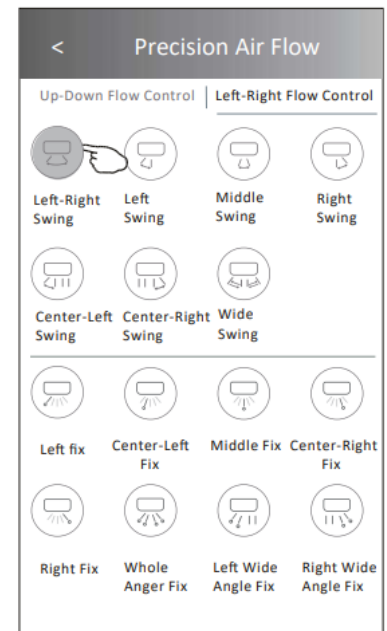 < Precision Air Flow
Up-Down Flow Control | Left-Right Flow Control
Left-Right Swing
Left Swing
Middle Swing
Right Swing
Center-Left Swing
Center-Right Swing
Wide Swing
Left fix
Center-Left Fix
Middle Fix
Center-Right Fix
Right Fix
Whole Anger Fix
Left Wide Angle Fix
Right Wide Angle Fix